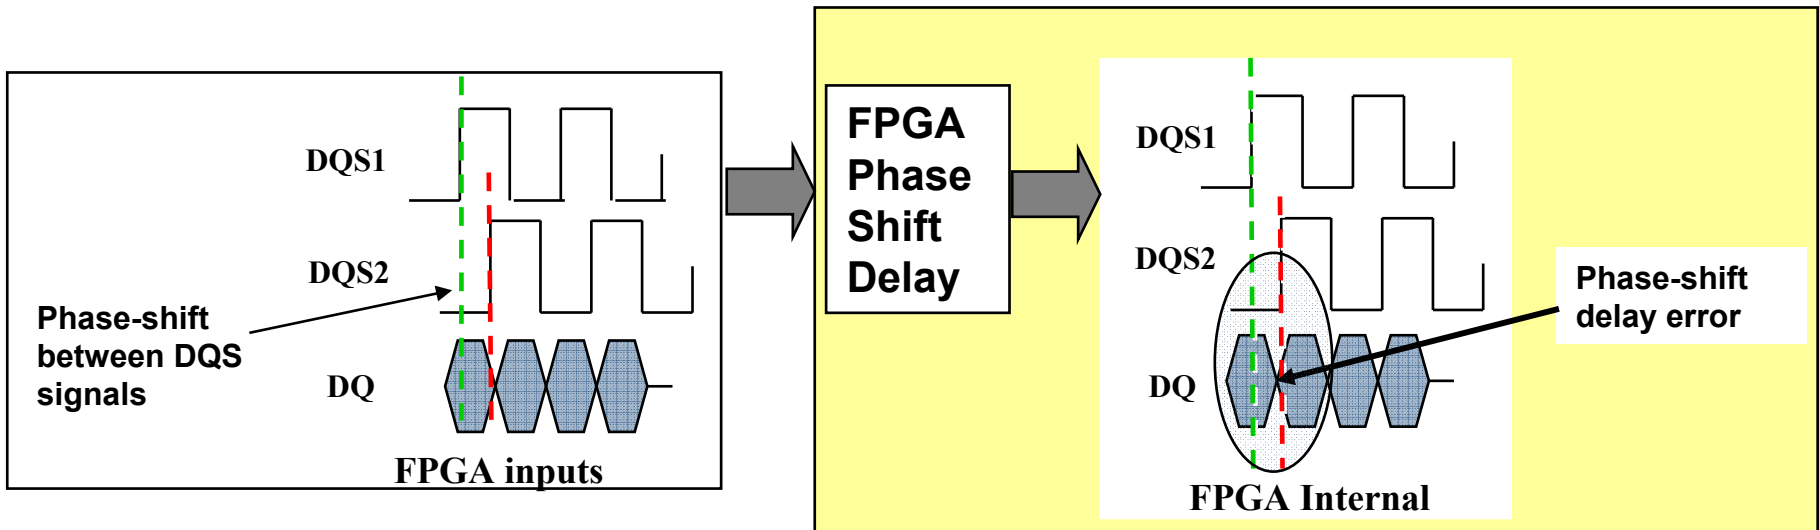 DQS1
DQS2
Phase-shift
between DQS
signals
DQ
FPGA inputs
FPGA
Phase
Shift
Delay
DQS1
DQS2
Phase-shift
delay error
DQ
FPGA Internal